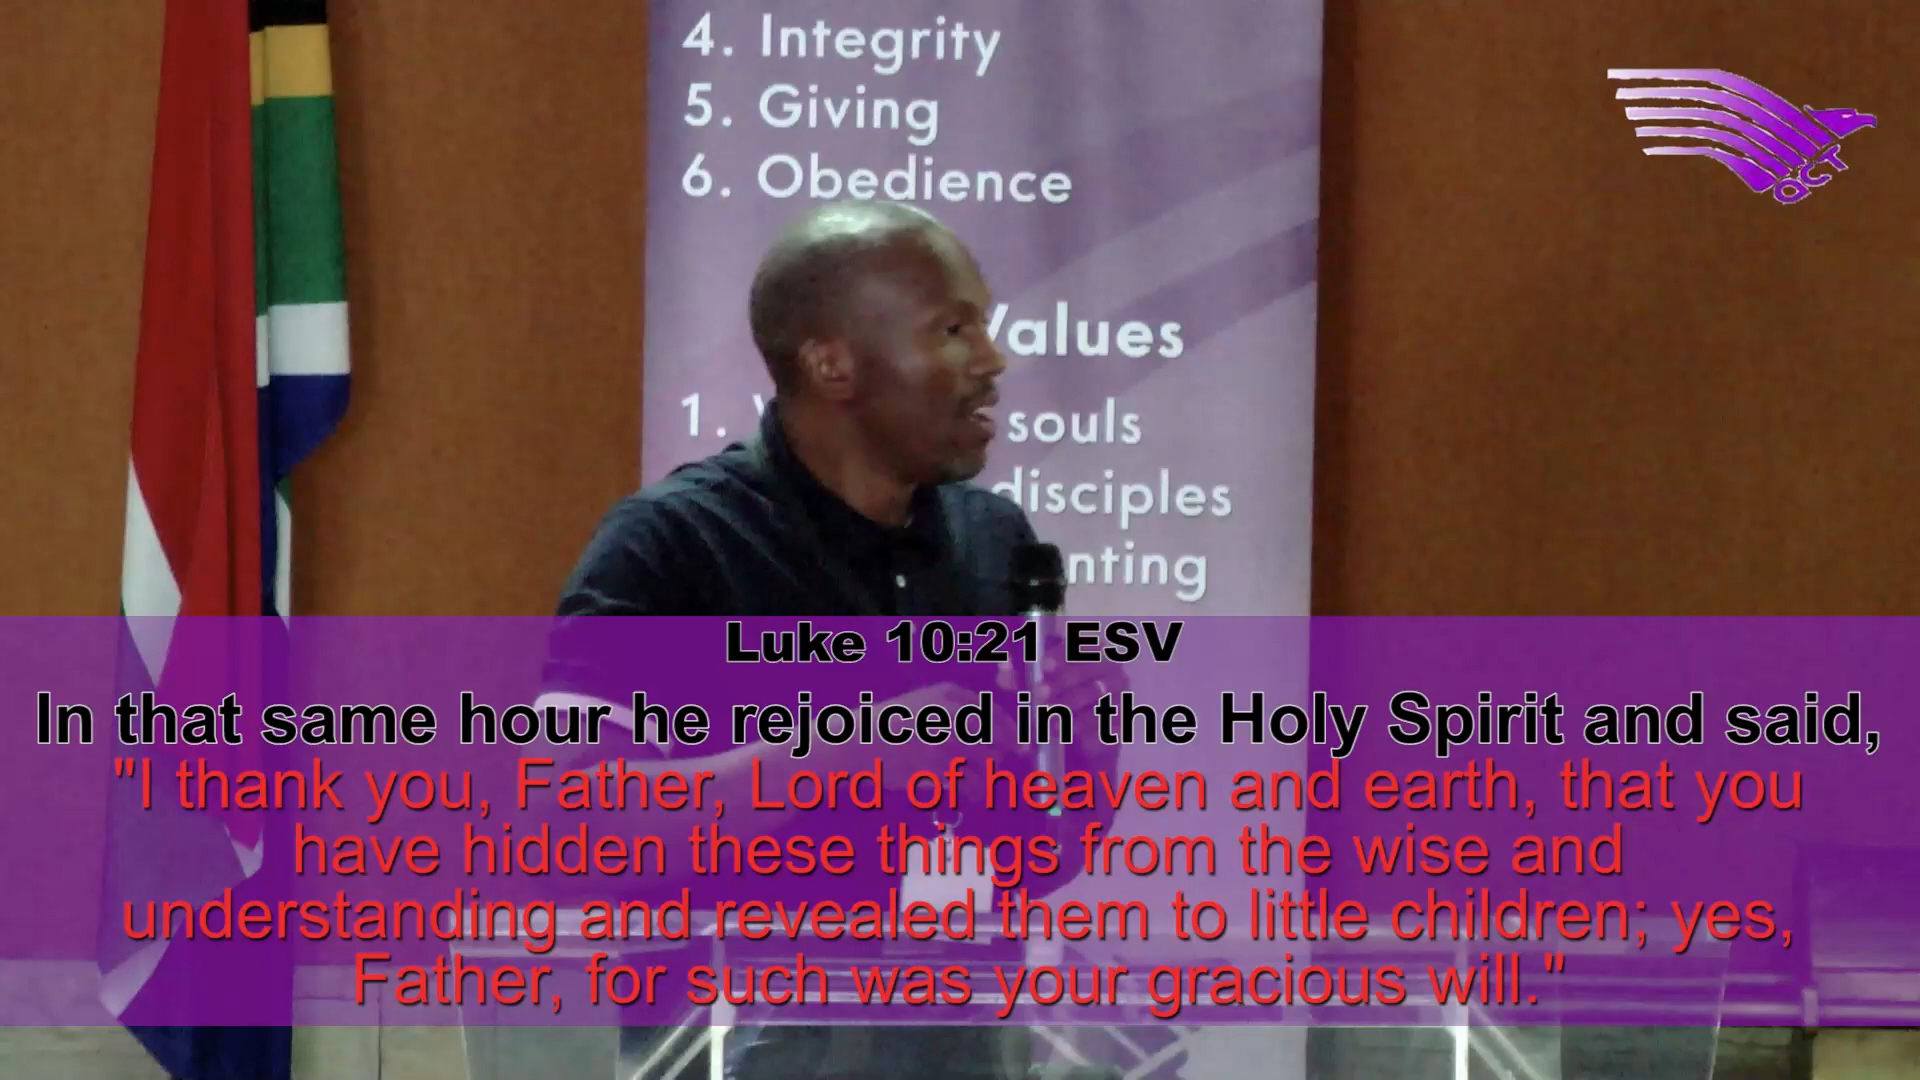 4. Integrity
5. Giving
6. Obedience
Values
1.
souls
disciples
OCT
Luke 10:21 ESV
In that same hour he rejoiced in the Holy Spirit and said,
"I thank you, Father, Lord of heaven and earth, that you
have hidden these things from the wise and
understanding and revealed them to little children; yes,
Father, for such was your gracious will."